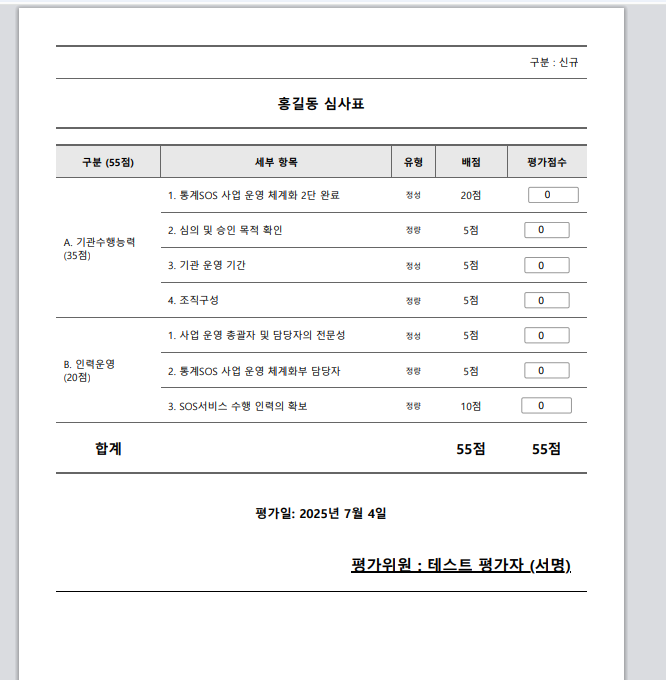 구분 : 신규
홍길동 심사표
구분 (55점) 세부 항목 유형 배점 평가점수
A. 기관수행능력
(35점)
1. 통계SOS 사업 운영 체계화 2단 완료 정성 20점 0
2. 심의 및 승인 목적 확인 정량 5점 0
3. 기관 운영 기간 정성 5점 0
4. 조직구성 정량 5점 0
B. 인력운영
(20점)
1. 사업 운영 총괄자 및 담당자의 전문성 정성 5점 0
2. 통계SOS 사업 운영 체계화부 담당자 정량 5점 0
3. SOS서비스 수행 인력의 확보 정량 10점 0
합계 55점 55점
평가일: 2025년 7월 4일
평가위원 : 테스트 평가자 (서명)